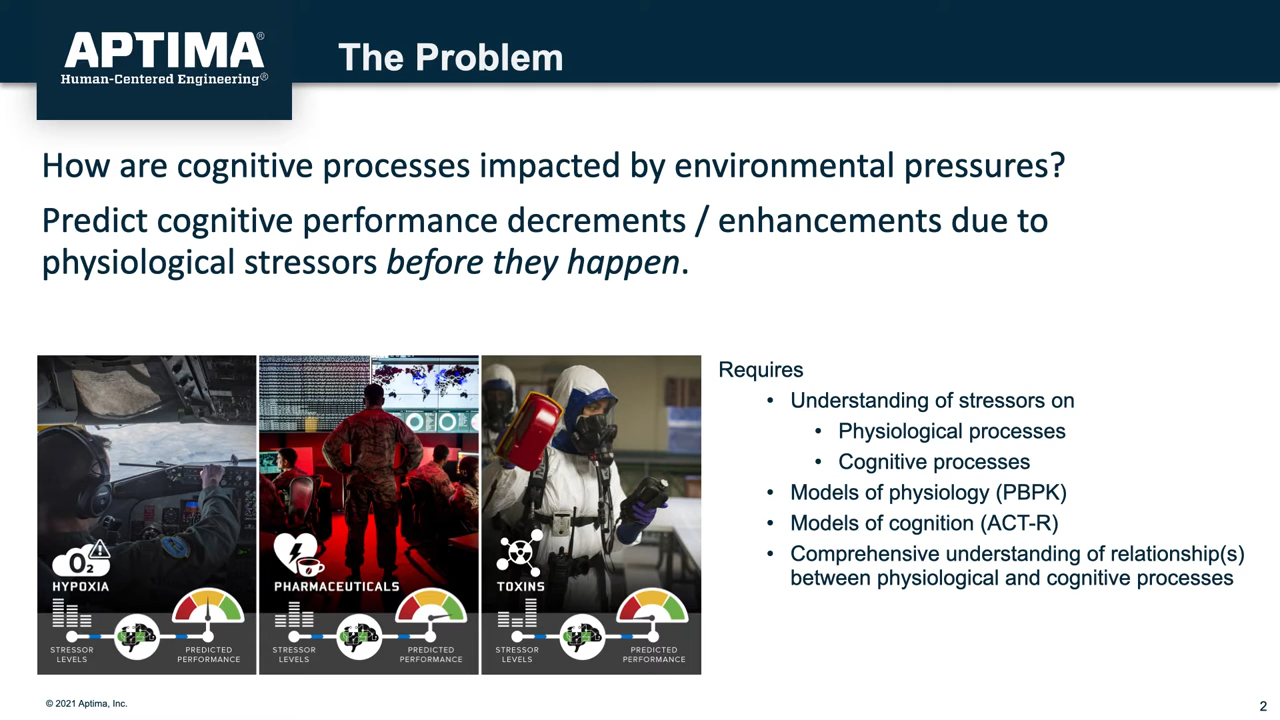 APTIMA®
Human-Centered Engineering®
The Problem
How are cognitive processes impacted by environmental pressures?
Predict cognitive performance decrements / enhancements due to
physiological stressors before they happen.
O2
HYPOXIA
STRESSOR
LEVELS
PREDICTED
PERFORMANCE
PHARMACEUTICALS
STRESSOR
LEVELS
PREDICTED
PERFORMANCE
TOXINS
STRESSOR
LEVELS
PREDICTED
PERFORMANCE
Requires
• Understanding of stressors on
• Physiological processes
• Cognitive processes
• Models of physiology (PBPK)
• Models of cognition (ACT-R)
• Comprehensive understanding of relationship(s)
between physiological and cognitive processes
© 2021 Aptima, Inc.
2